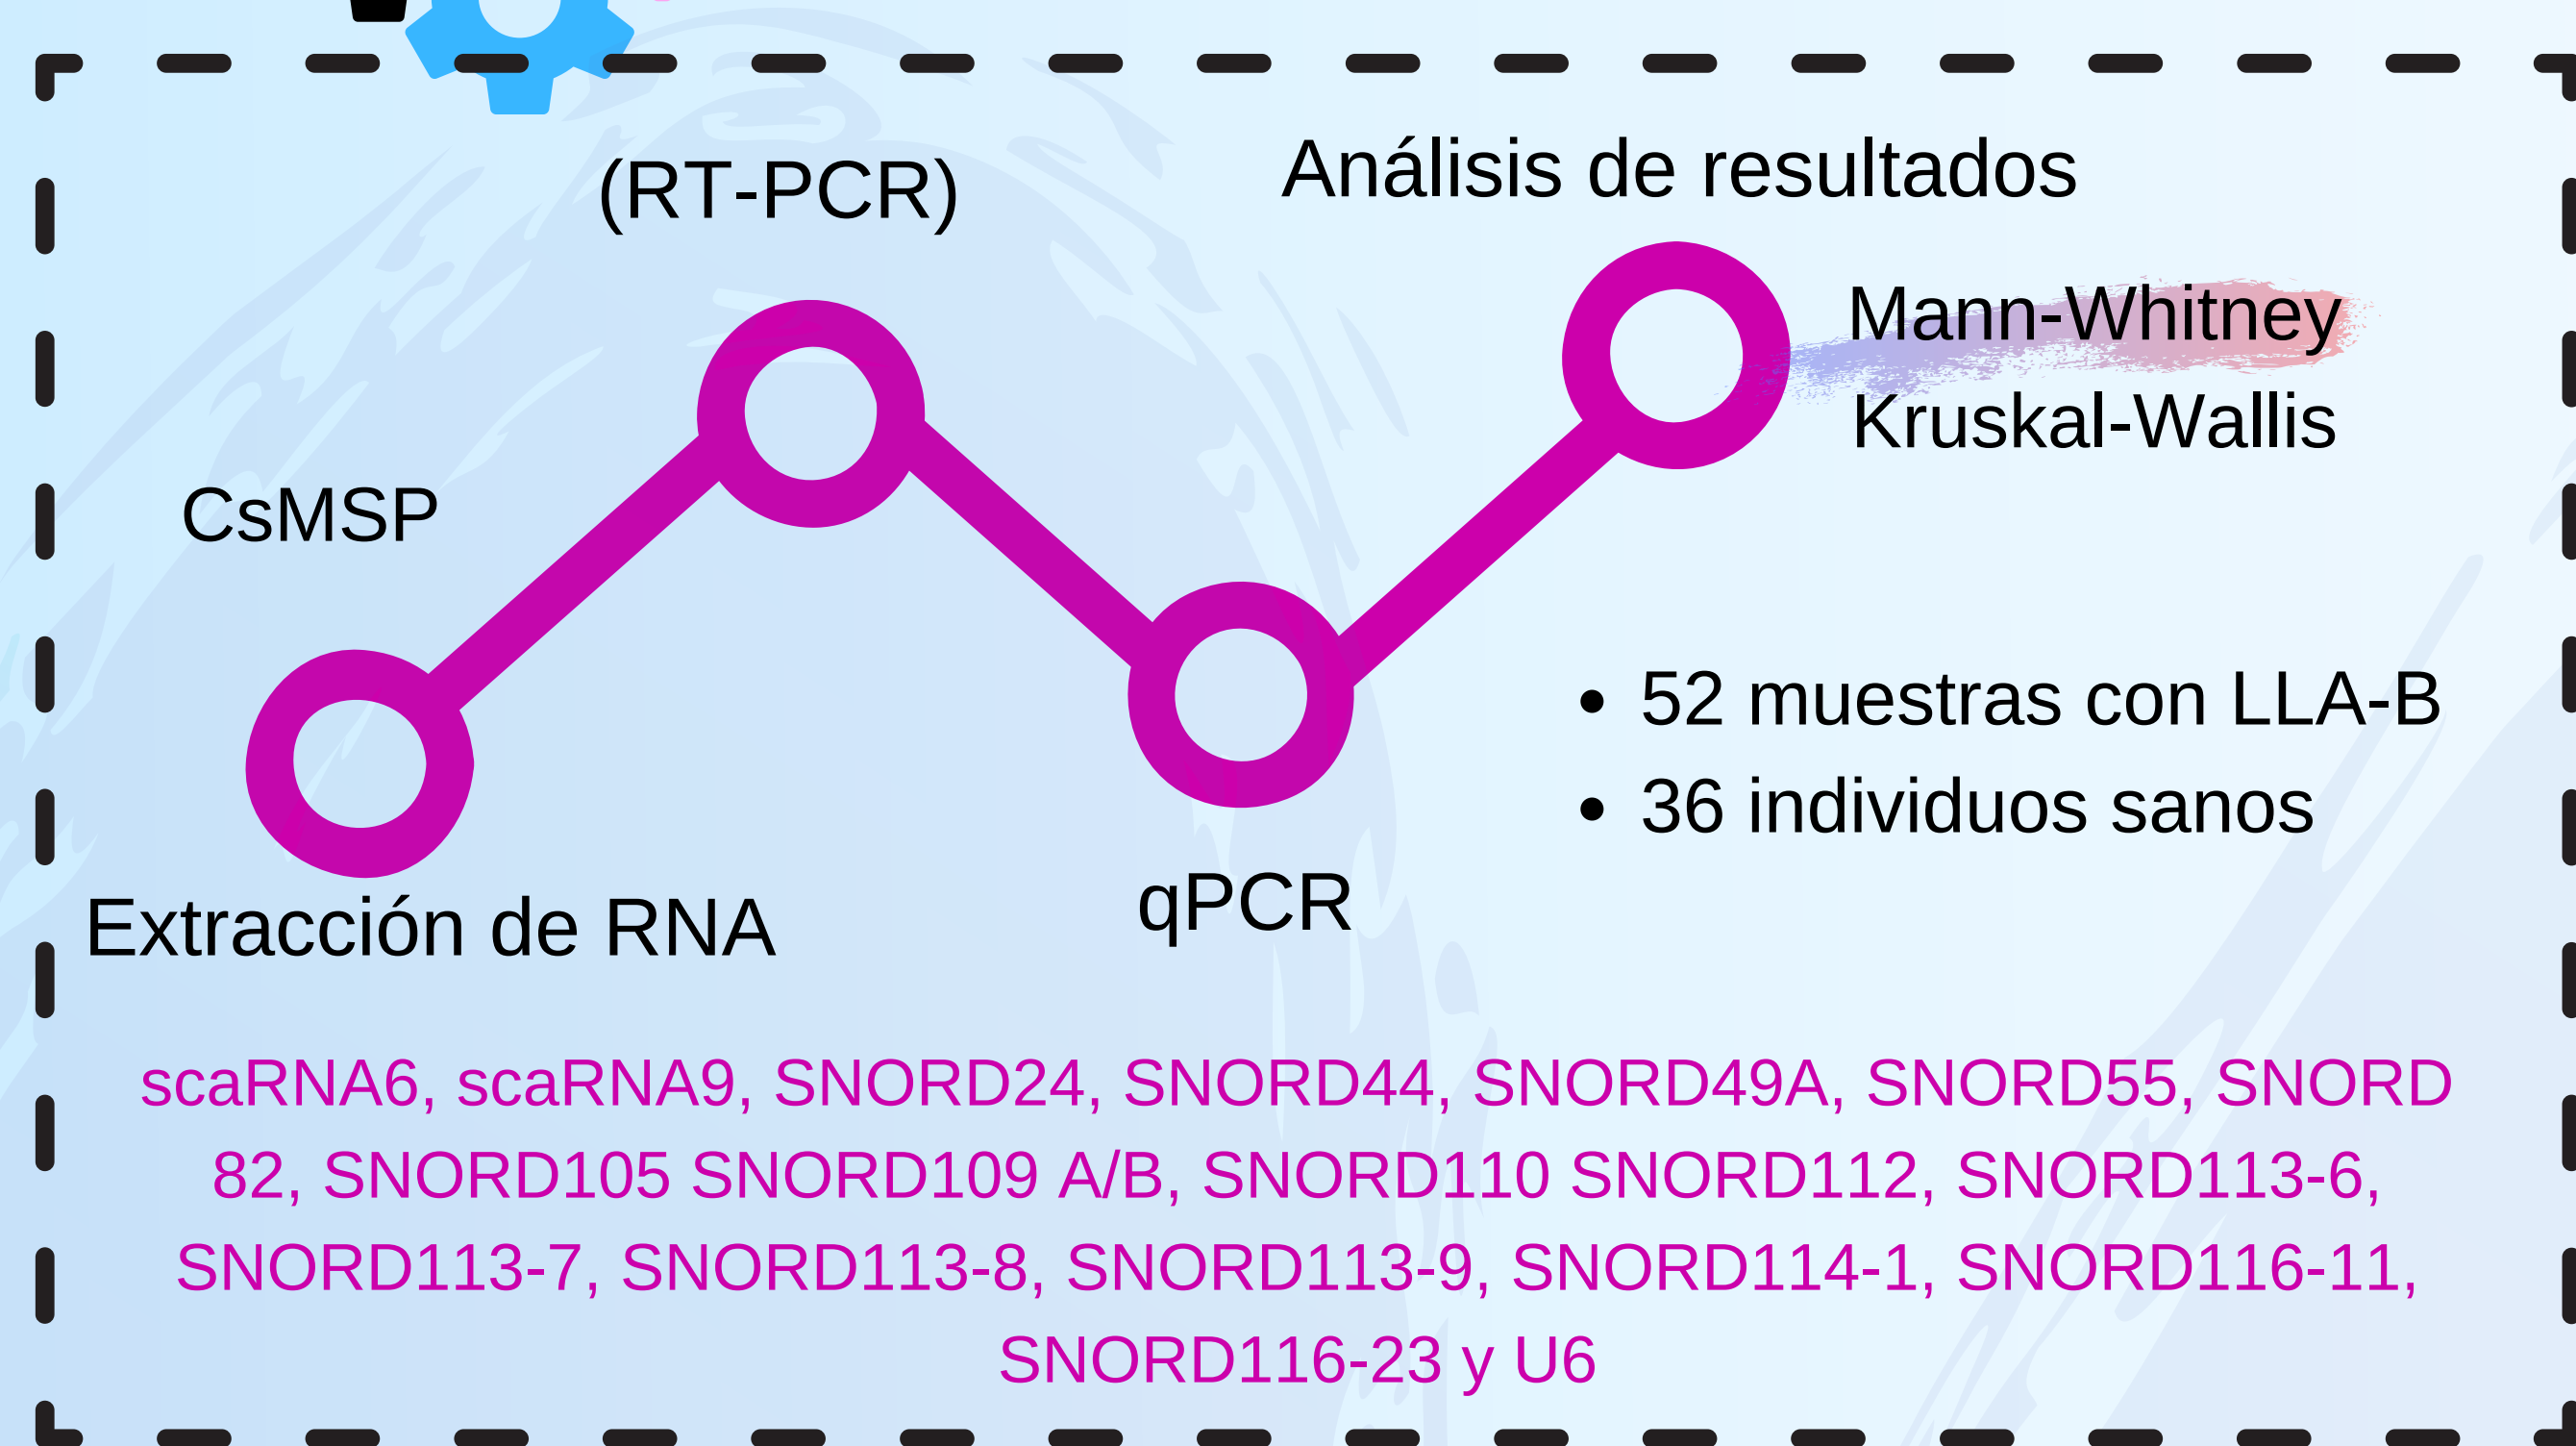 (RT-PCR)
Análisis de resultados
Mann-Whitney
Kruskal-Wallis
CsMSP
52 muestras con LLA-B
36 individuos sanos
Extracción de RNA
qPCR
scaRNA6, scaRNA9, SNORD24, SNORD44, SNORD49A, SNORD55, SNORD
82, SNORD105 SNORD109 A/B, SNORD110 SNORD112, SNORD113-6,
SNORD113-7, SNORD113-8, SNORD113-9, SNORD114-1, SNORD116-11,
SNORD116-23 y U6